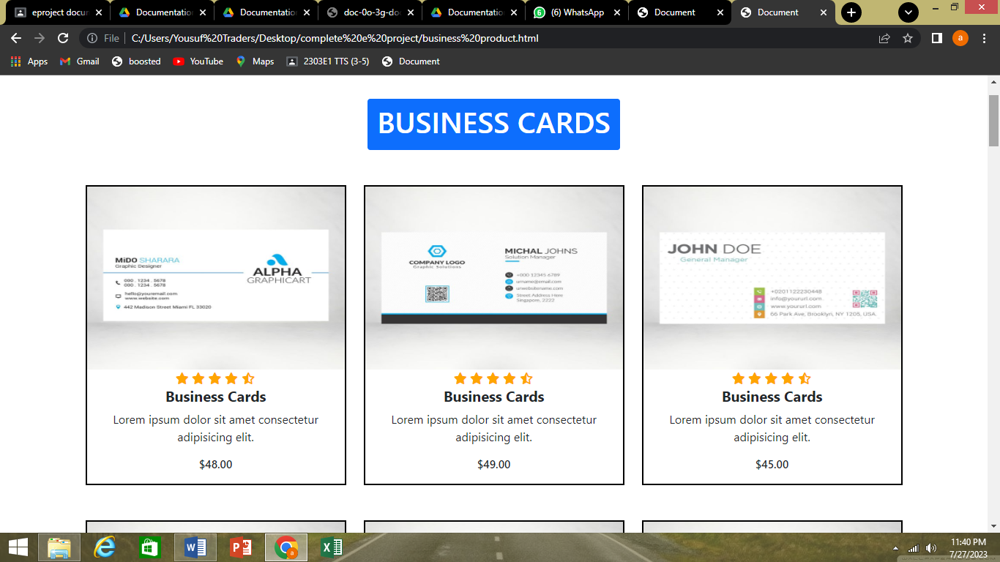 eproject docum
Documentatio
Documentatio
doc-0o-3g-doc
Documentatio
6
(6) WhatsApp
Document
Document
File
C:/Users/Yousuf%20Traders/Desktop/complete%20e%20project/business%20product.html
a
Apps
Gmail
boosted
YouTube
Maps
2303E1 TTS (3-5)
Document
BUSINESS CARDS
MiDO SHARARA
Graphic Designer
000 . 1234 . 5678
000 . 1234 . 5678
hello@youremail.com
www.website.com
442 Madison Street Miami FL 33020
ALPHA
GRAPHICART
COMPANY LOGO
Graphic Solutions
MICHAL JOHNS
Solution Manager
+000 12345 6789
urname@email.com
urwebsitename.com
Street Address Here
Singapore, 2222
JOHN DOE
General Manager
+0201122230448
info@yoururl.com
www.yoururl.com
66 Park Ave, Brooklyn, NY 1205, USA
Business Cards
Lorem ipsum dolor sit amet consectetur
adipisicing elit.
$48.00
Business Cards
Lorem ipsum dolor sit amet consectetur
adipisicing elit.
$49.00
Business Cards
Lorem ipsum dolor sit amet consectetur
adipisicing elit.
$45.00
a
11:40 PM
7/27/2023